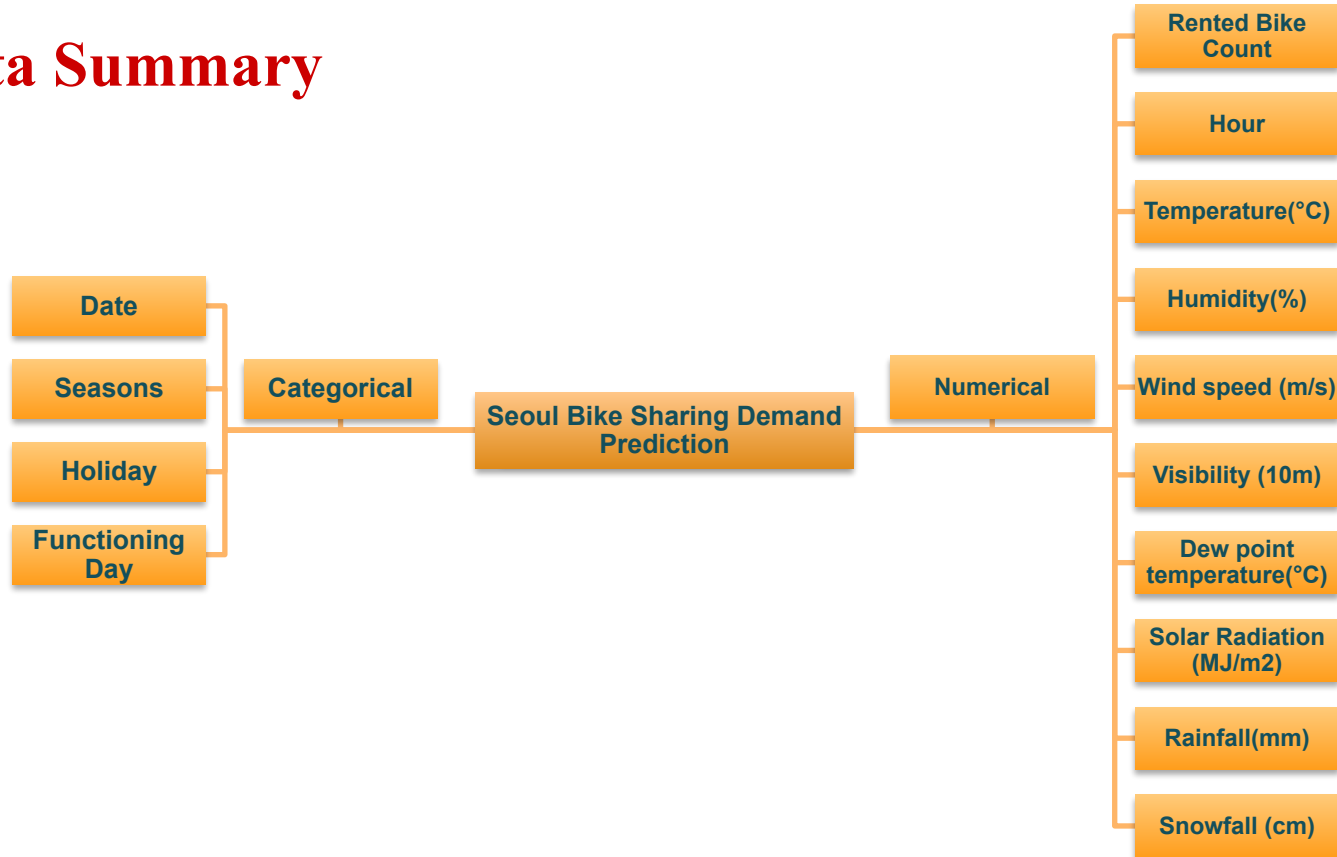 ta Summary
Rented Bike
Count
Hour
Temperature(°C)
Humidity(%)
Wind speed (m/s)
Visibility (10m)
Dew point
temperature(°C)
Solar Radiation
(MJ/m2)
Rainfall(mm)
Snowfall (cm)
Numerical
Seoul Bike Sharing Demand
Prediction
Categorical
Date
Seasons
Holiday
Functioning
Day